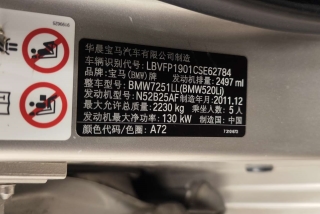 华晨宝马汽车有限公司制造
车辆识别代号: LBVFP1901CSE62784
品牌: 宝马(BMW)牌 发动机排量: 2497 ml
整车型号: BMW7251LL(BMW520Li)
发动机型号: N52B25AF 制造年月: 2011.12
最大允许总质量: 2230 kg 乘坐人数: 5 人
发动机最大净功率: 130 kW 制造国: 中国
颜色代码/色圈: A72